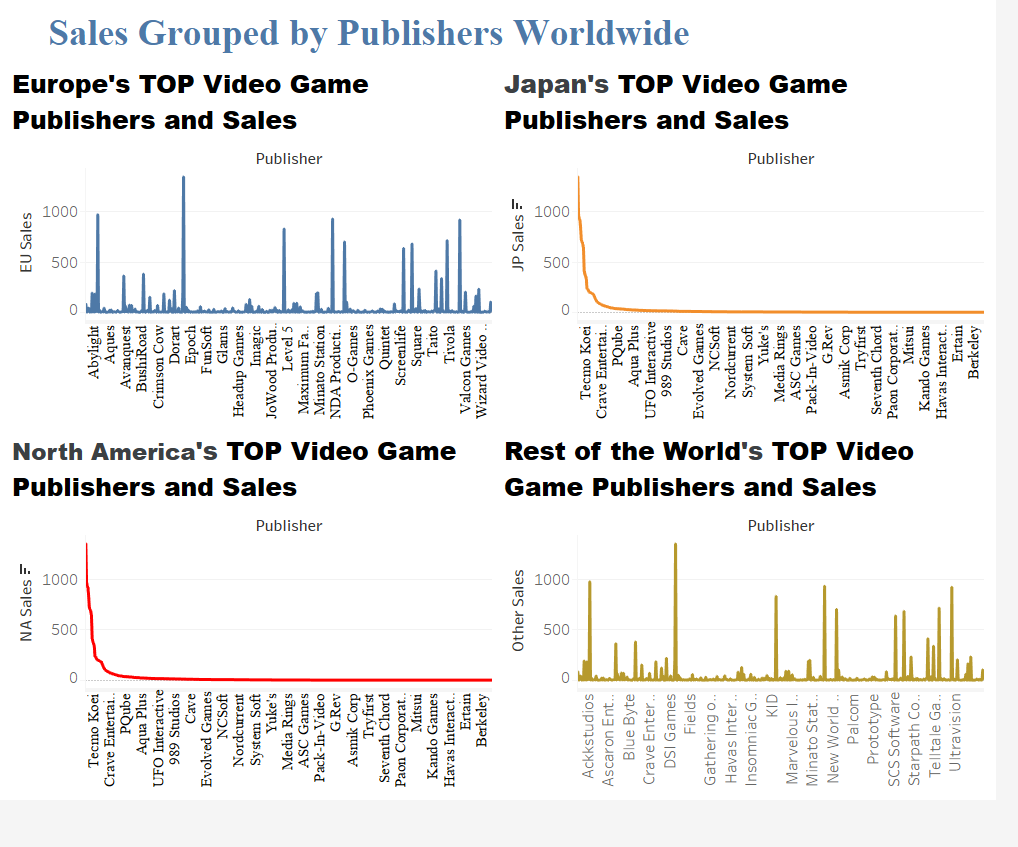 Sales Grouped by Publishers Worldwide
Europe's TOP Video Game
Publishers and Sales
Publisher
EU Sales
1000
500
0
Abylight
Aques
Avanquest
BushiRoad
Crimson Cow
Dorart
Epoch
FunSoft
Glams
Headup Games
Imagic
JoWood Produ..
Level 5
Maximum Fa..
Minato Station
NDA Producti..
O-Games
Phoenix Games
Quintet
Screenlife
Square
Taito
Tivola
Valcon Games
Wizard Video ..
Japan's TOP Video Game
Publishers and Sales
Publisher
JP Sales
1000
500
0
Tecmo Koei
Crave Entertai..
PQube
Aqua Plus
UFO Interactive
989 Studios
Cave
Evolved Games
NCSoft
Nordcurrent
System Soft
Yuke's
Media Rings
ASC Games
Pack-In-Video
G.Rev
Asmik Corp
Tryfirst
Seventh Chord
Paon Corporat..
Mitsui
Kando Games
Havas Interact..
Ertain
Berkeley
North America's TOP Video Game
Publishers and Sales
Publisher
NA Sales
1000
500
0
Tecmo Koei
Crave Entertai..
PQube
Aqua Plus
UFO Interactive
989 Studios
Cave
Evolved Games
NCSoft
Nordcurrent
System Soft
Yuke's
Media Rings
ASC Games
Pack-In-Video
G.Rev
Asmik Corp
Tryfirst
Seventh Chord
Paon Corporat..
Mitsui
Kando Games
Havas Interact..
Ertain
Berkeley
Rest of the World's TOP Video
Game Publishers and Sales
Publisher
Other Sales
1000
500
0
Ackkstudios
Ascaron Ent..
Blue Byte
Crave Enter..
DSI Games
Fields
Gathering o..
Havas Inter..
Insomniac G..
KID
Marvelous I..
Minato Stat..
New World ..
Palcom
Prototype
SCS Software
Starpath Co..
Telltale Ga..
Ultravision